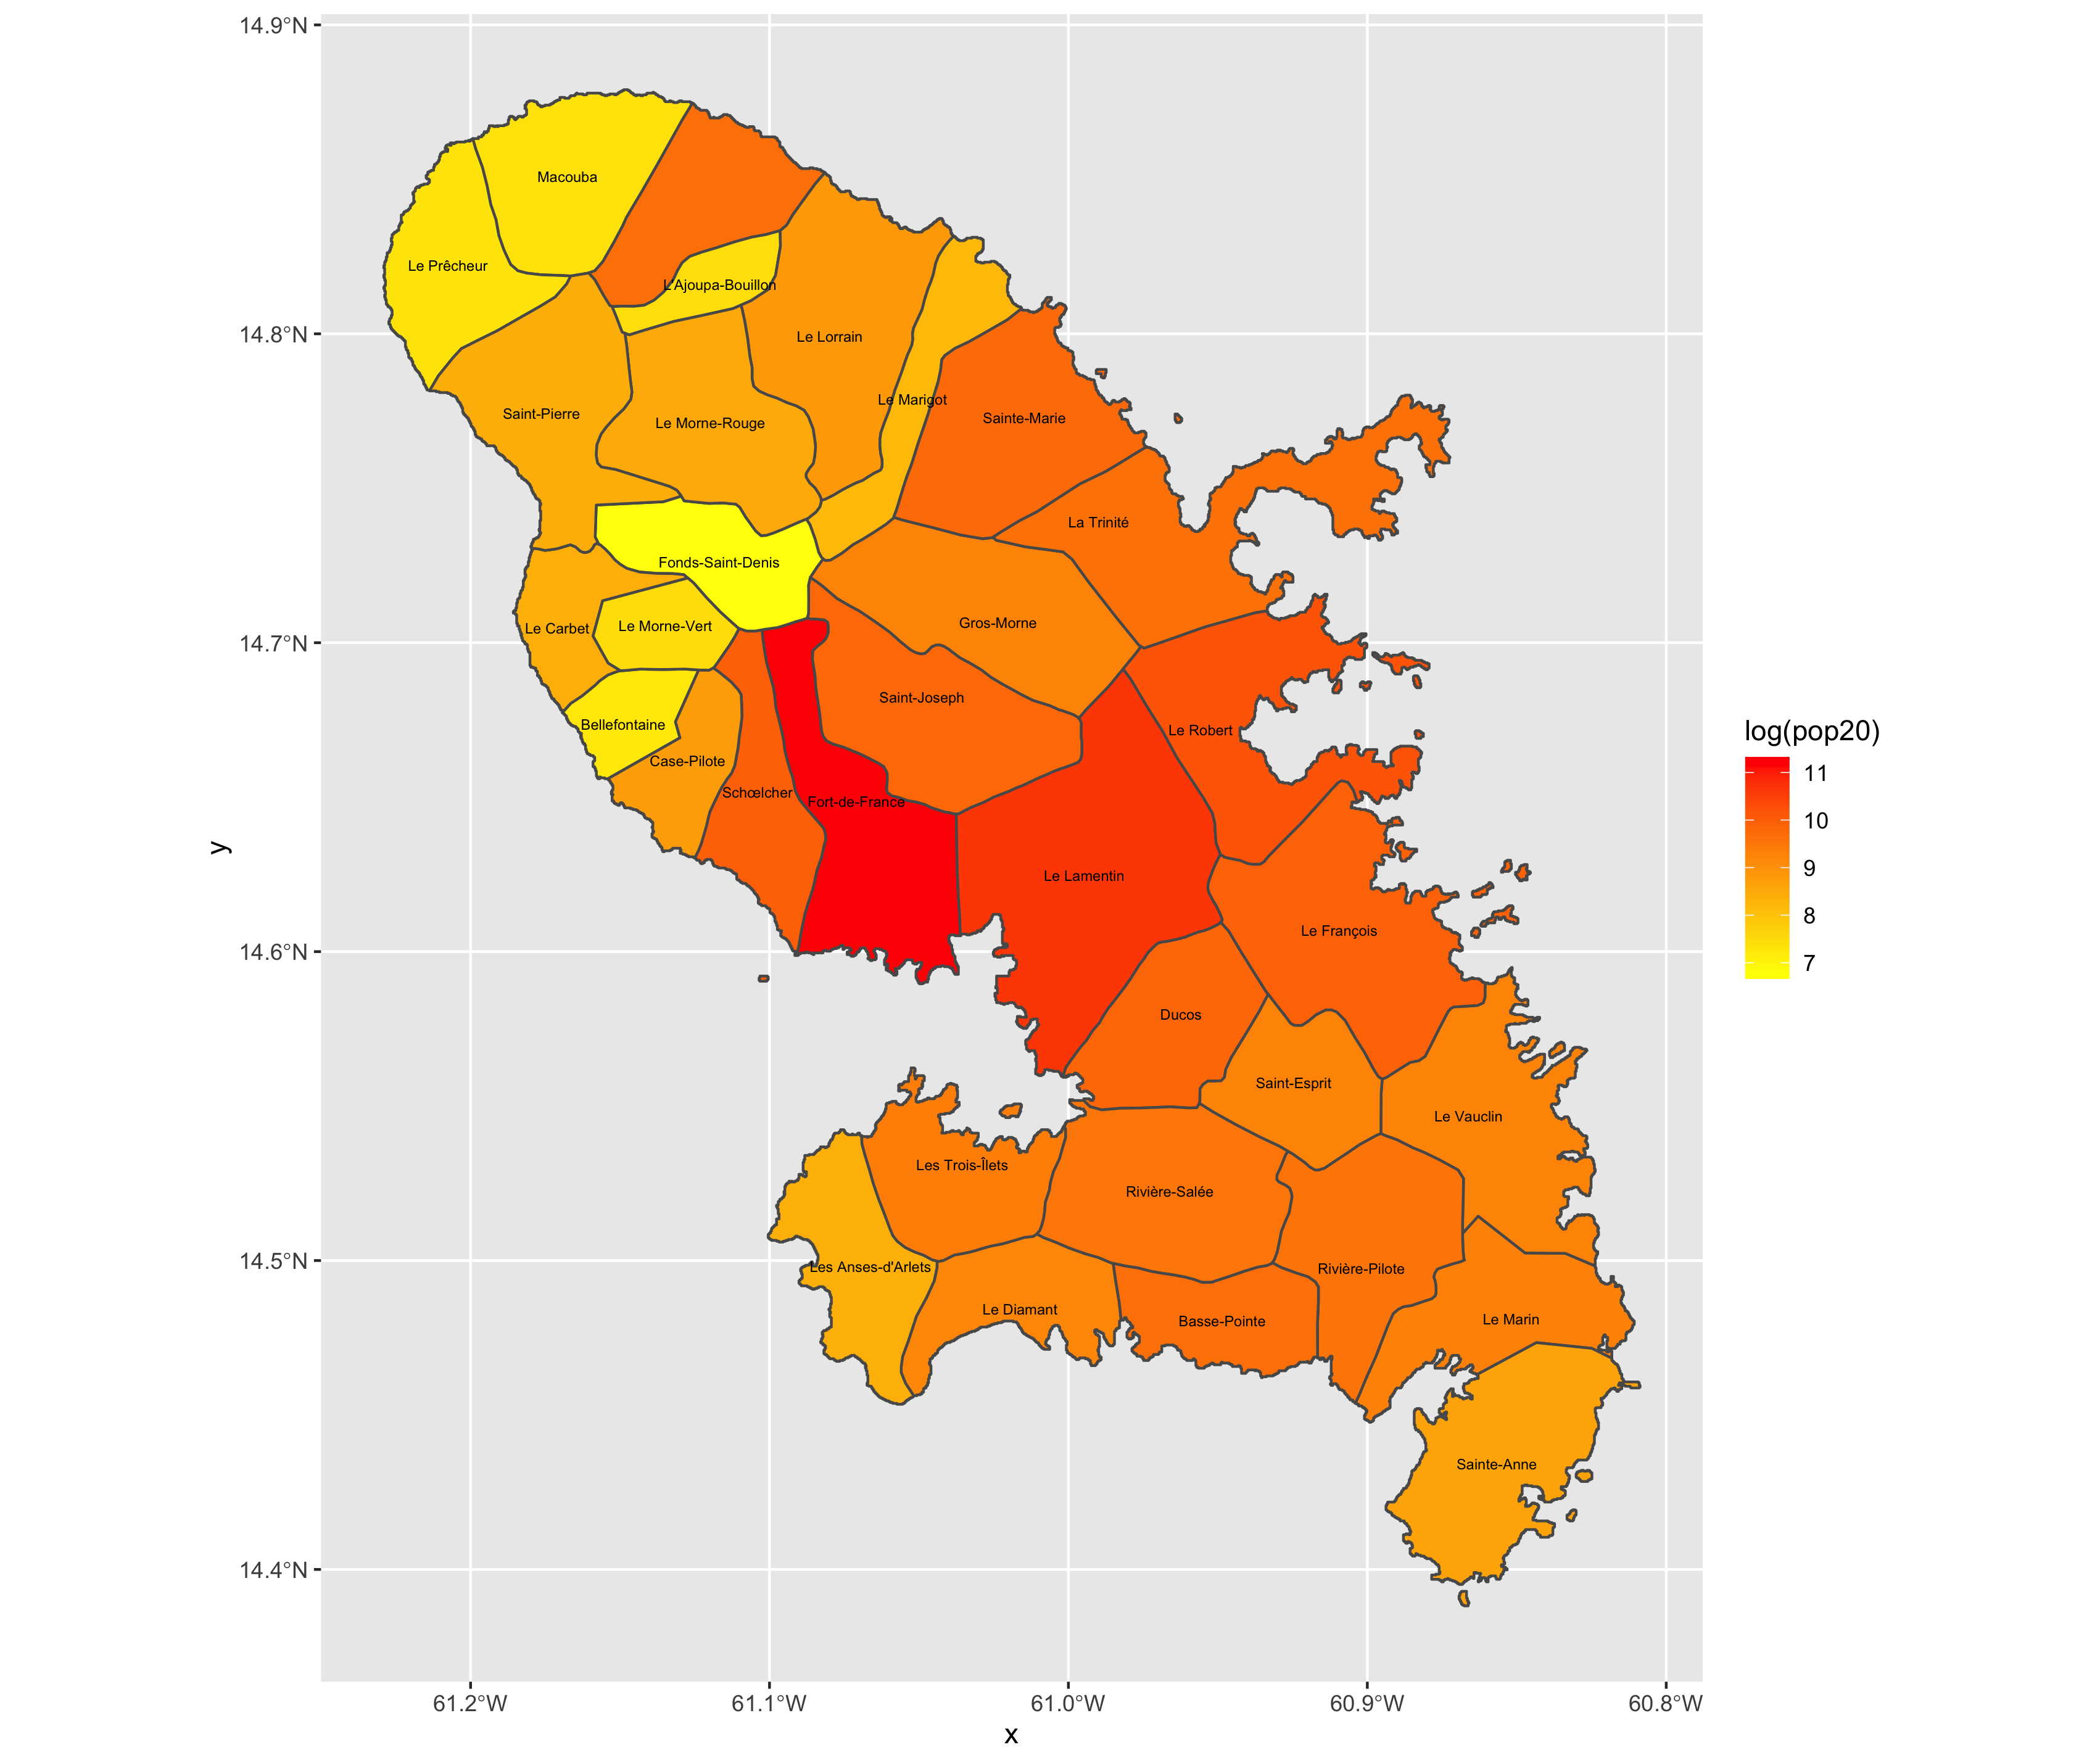 14.9°N
Macouba
Le Prêcheur
L'Ajoupa-Bouillon
14.8°N
Le Lorrain
Le Marigot
Saint-Pierre
Sainte-Marie
Le Morne-Rouge
La Trinité
Fonds-Saint-Denis
Gros-Morne
Le Morne-Vert
Le Carbet
14.7°N
Saint-Joseph
Bellefontaine
Le Robert
Case-Pilote
Schœlcher
Fort-de-France
Le Lamentin
Le François
14.6°N
Ducos
Saint-Esprit
Le Vauclin
Les Trois-Îlets
Rivière-Salée
14.5°N
Les Anses-d'Arlets
Rivière-Pilote
Le Diamant
Basse-Pointe
Le Marin
Sainte-Anne
14.4°N
y
61.2°W
61.1°W
61.0°W
60.9°W
60.8°W
x
log(pop20)
11
10
9
8
7